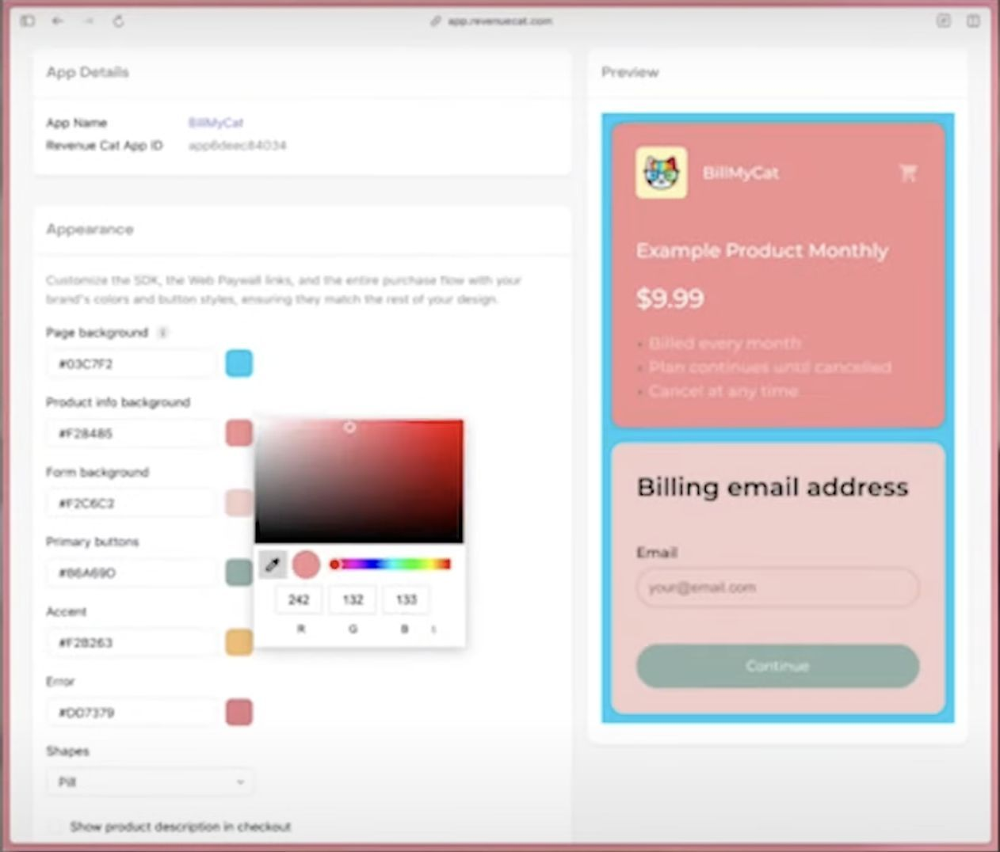 app.revenuecat.com
App Details
App Name BillMyCat
Revenue Cat App ID app6deec84034
Appearance
Customize the SDK, the Web Paywall links, and the entire purchase flow with your
brand's colors and button styles, ensuring they match the rest of your design.
Page background
#03C7F2
Product info background
#F28485
Form background
#F2C6C2
Primary buttons
#86A69D
Accent
#F2B263
Error
#DD7379
Shapes
Pill
Show product description in checkout
242 132 133
R G B
Preview
BillMyCat
Example Product Monthly
$9.99
• Billed every month
• Plan continues until cancelled
• Cancel at any time
Billing email address
Email
your@email.com
Continue